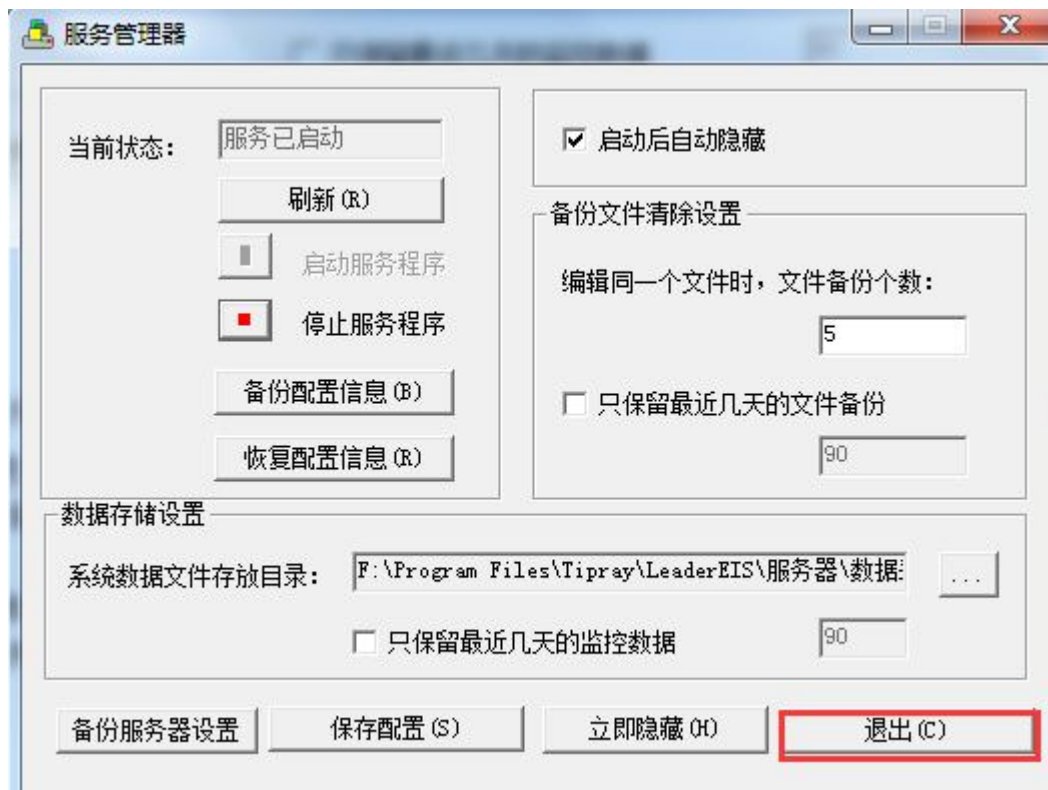 服务管理器
当前状态：
服务已启动
刷新(R)
启动服务程序
停止服务程序
备份配置信息(B)
恢复配置信息(R)
启动后自动隐藏
备份文件清除设置
编辑同一个文件时，文件备份个数：
5
只保留最近几天的文件备份
90
数据存储设置
系统数据文件存放目录：
F:\Program Files\Tipray\LeaderEIS\服务器\数据
...
只保留最近几天的监控数据
90
备份服务器设置
保存配置(S)
立即隐藏(H)
退出(C)